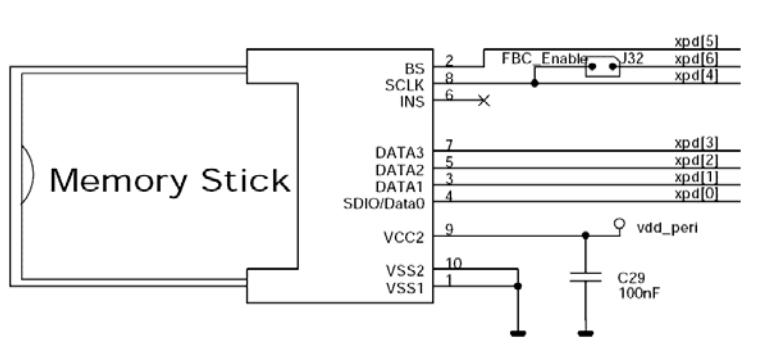 xpd[5]
2 FBC_Enable J32 xpd[6]
BS
8 xpd[4]
SCLK
6
INS
7 xpd[3]
DATA3
5 xpd[2]
DATA2
3 xpd[1]
DATA1
4 xpd[0]
SDIO/Data0
Memory Stick
9 vdd_peri
VCC2
10
VSS2
1
VSS1
C29
100nF